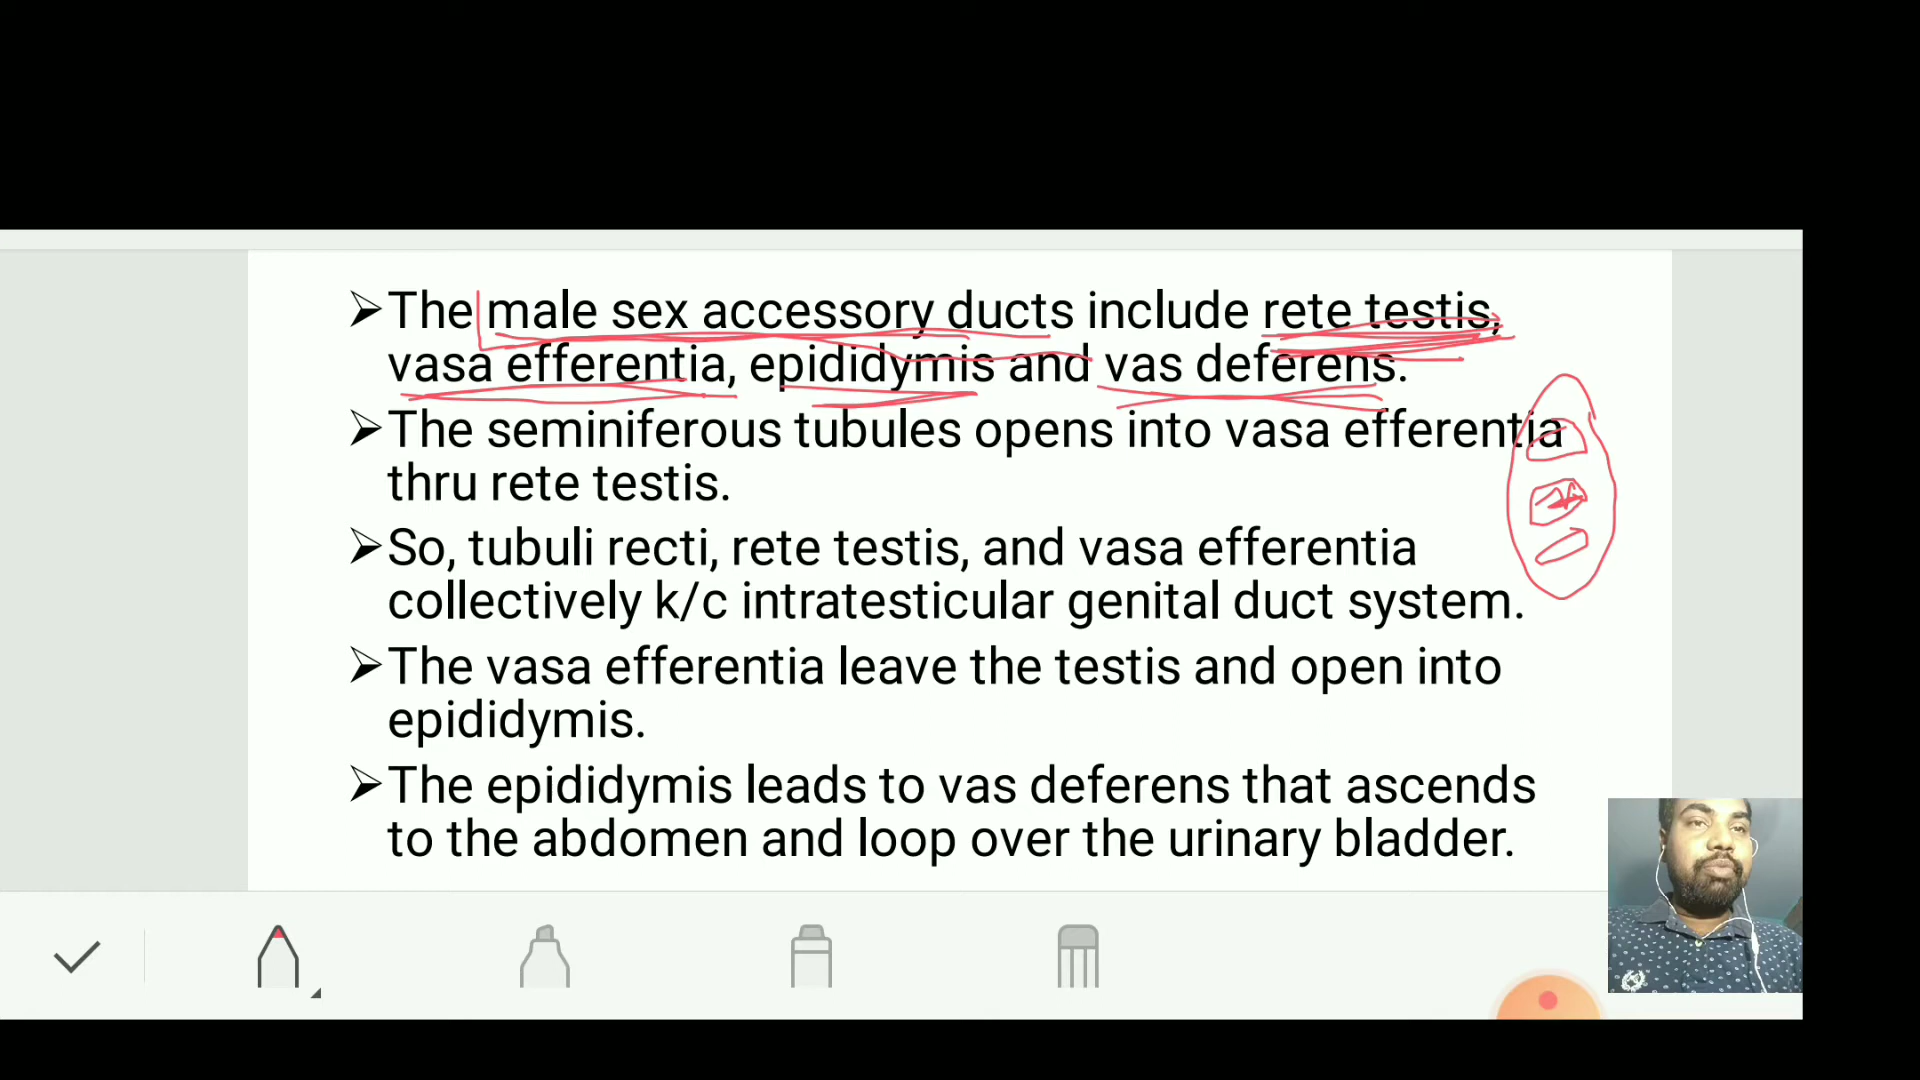 ➢The male sex accessory ducts include rete testis,
vasa efferentia, epididymis and vas deferens.
➢The seminiferous tubules opens into vasa efferentia
thru rete testis.
➢So, tubuli recti, rete testis, and vasa efferentia
collectively k/c intratesticular genital duct system.
➢The vasa efferentia leave the testis and open into
epididymis.
➢The epididymis leads to vas deferens that ascends
to the abdomen and loop over the urinary bladder.